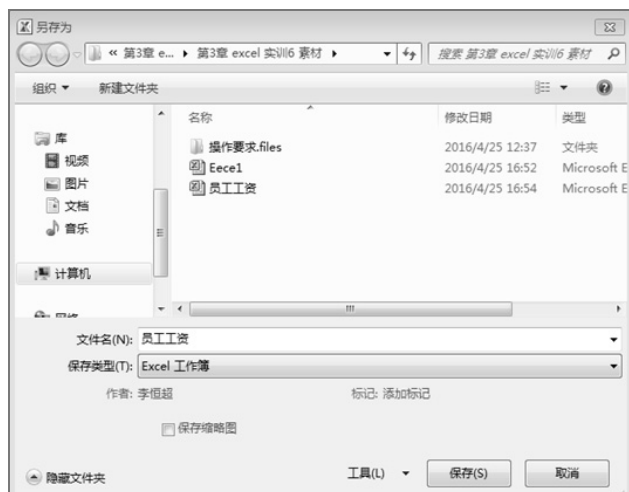 另存为
« 第3章 e... 第3章 excel 实训6 素材
搜索 第3章 excel 实训6 素材
组织 新建文件夹
名称 修改日期 类型
库
视频
图片
文档
音乐
计算机
操作要求.files 2016/4/25 12:37 文件夹
Eece1 2016/4/25 16:52 Microsoft E
员工工资 2016/4/25 16:54 Microsoft E
文件名(N): 员工工资
保存类型(T): Excel 工作簿
作者: 李恒超 标记: 添加标记
保存缩略图
隐藏文件夹 工具(L) 保存(S) 取消